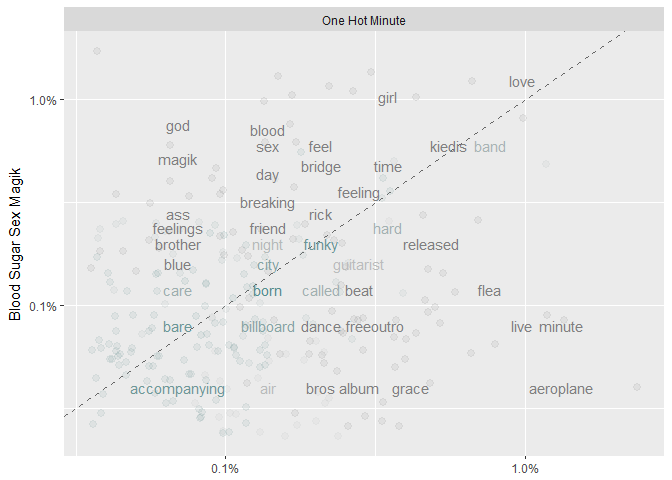 One Hot Minute
love
1.0%
girl
god
blood
sex
feel
kiedis
band
magik
bridge
time
day
feeling
breaking
ass
rick
feelings
friend
hard
brother
night
funky
released
blue
city
guitarist
care
born
called
beat
flea
0.1%
bare
billboard
dance
freeoutro
live
minute
accompanying
air
bros
album
grace
aeroplane
0.1%
1.0%
Blood Sugar Sex Magik